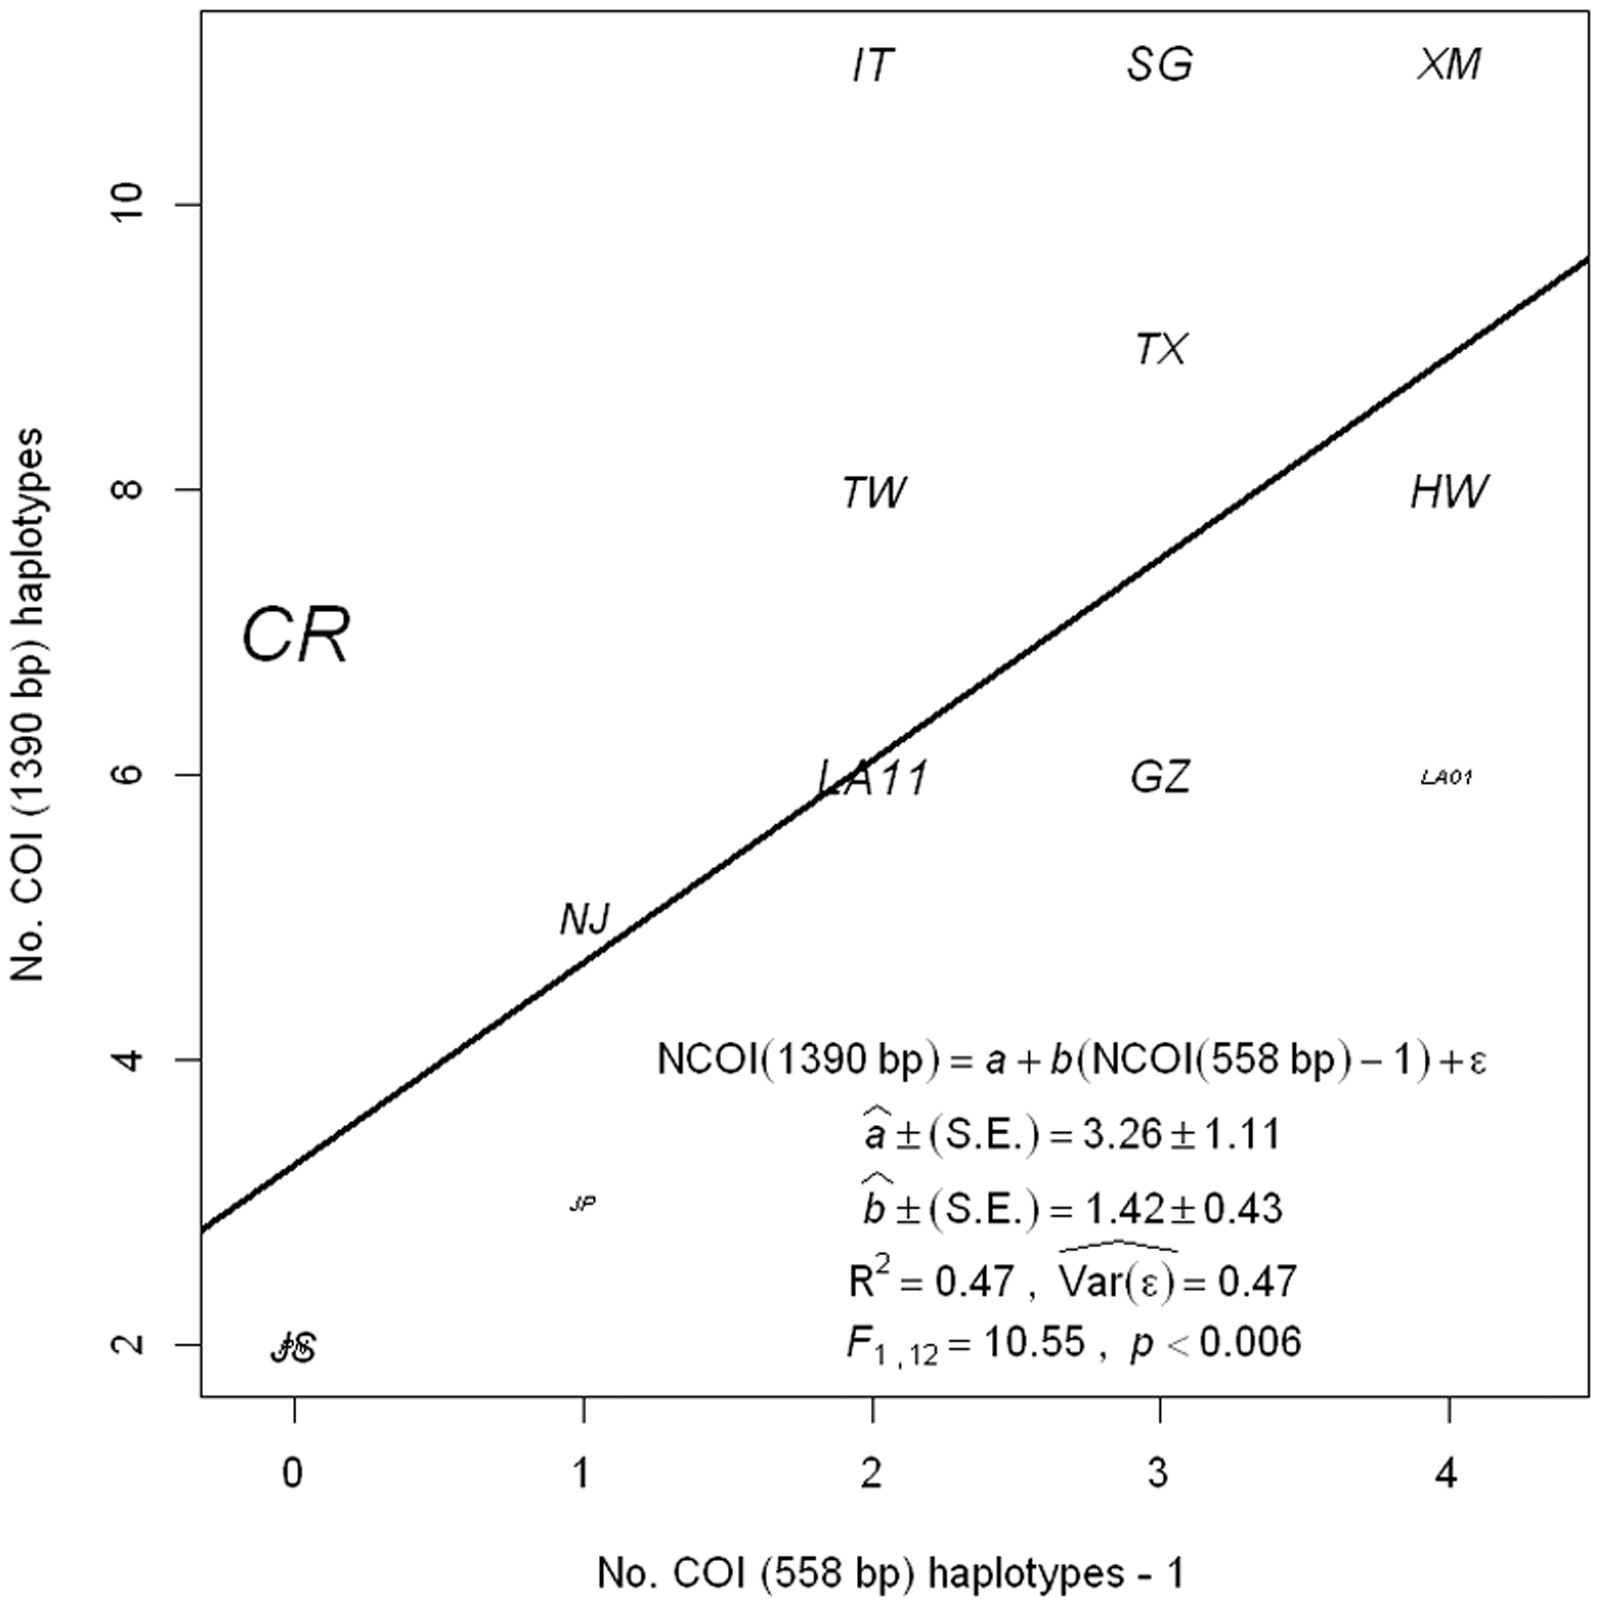 IT SG XM
10
TX
8 TW HW
CR
6 LA11 GZ LA01
NJ
4
NCOI(1390 bp) = a + b(NCOI(558 bp) − 1) + ε
a ± (S.E.) = 3.26 ± 1.11
JP
b ± (S.E.) = 1.42 ± 0.43
R2 = 0.47 , Var(ε) = 0.47
F1,12 = 10.55 , p < 0.006
2
0 1 2 3 4
No. COI (558 bp) haplotypes - 1
No. COI (1390 bp) haplotypes